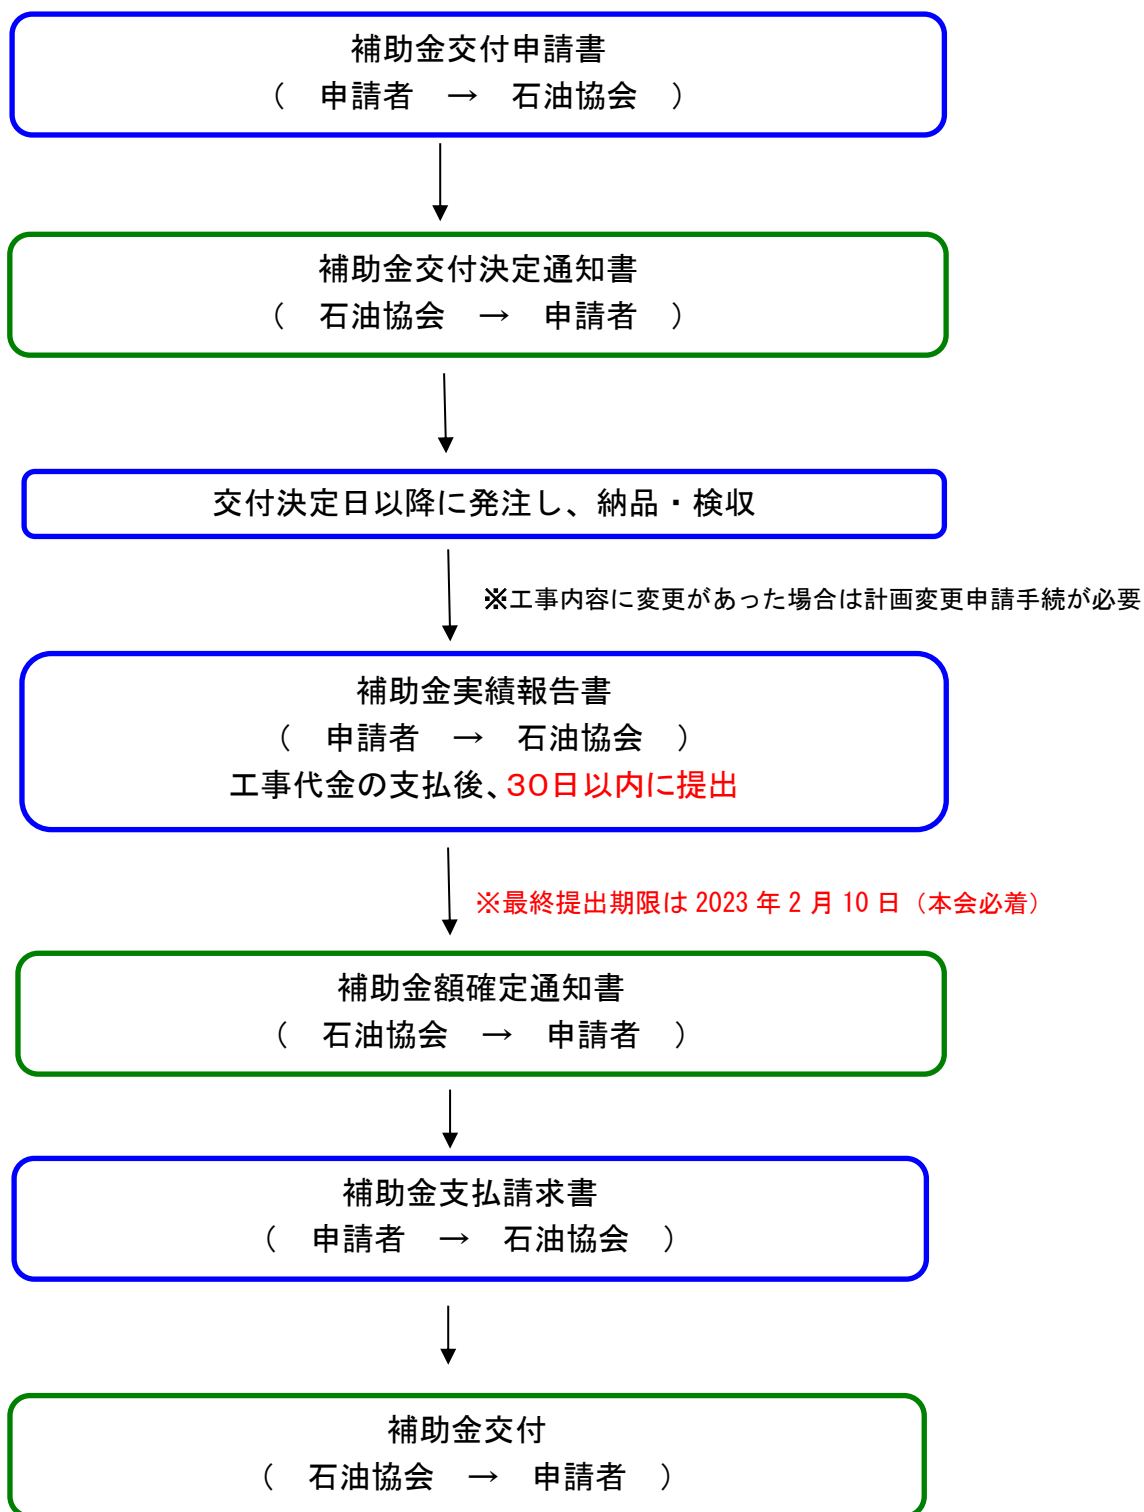 補助金交付申請書
（　申請者　→　石油協会　）
補助金交付決定通知書
（　石油協会　→　申請者　）
交付決定日以降に発注し、納品・検収
※工事内容に変更があった場合は計画変更申請手続が必要
補助金実績報告書
（　申請者　→　石油協会　）
工事代金の支払後、30日以内に提出
※最終提出期限は 2023 年 2 月 10 日（本会必着）
補助金額確定通知書
（　石油協会　→　申請者　）
補助金支払請求書
（　申請者　→　石油協会　）
補助金交付
（　石油協会　→　申請者　）